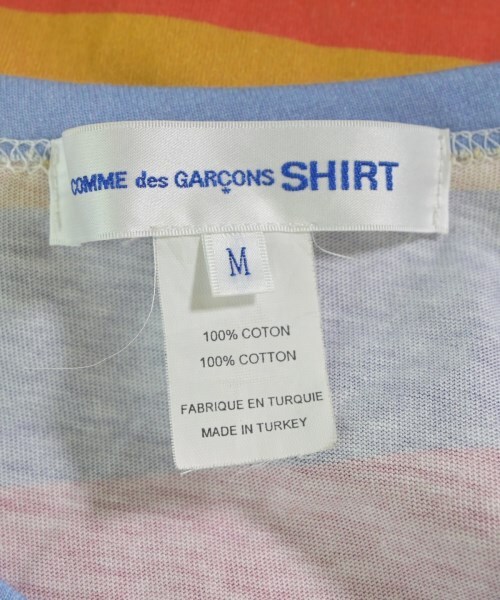 COMME des GARÇONS SHIRT
M
100% COTON
100% COTTON
FABRIQUE EN TURQUIE
MADE IN TURKEY